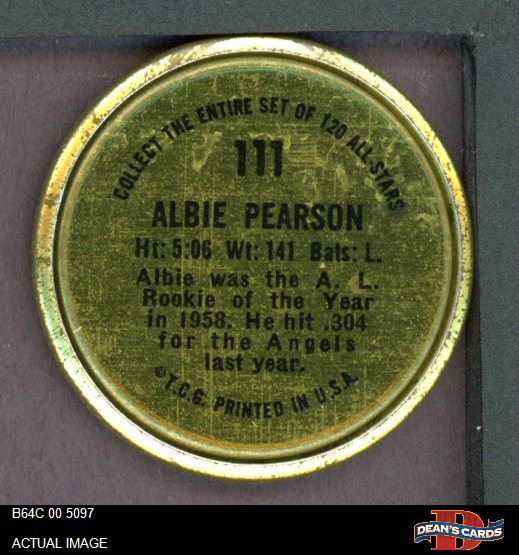 COLLECT THE ENTIRE SET OF 120 ALL-STARS
111
ALBIE PEARSON
Ht: 5:06 Wt: 141 Bats: L.
Albie was the A. L.
Rookie of the Year
in 1958. He hit .304
for the Angels
last year.
©T.C.G. PRINTED IN U.S.A.
B64C 00 5097
ACTUAL IMAGE
D
DEAN'S CARDS